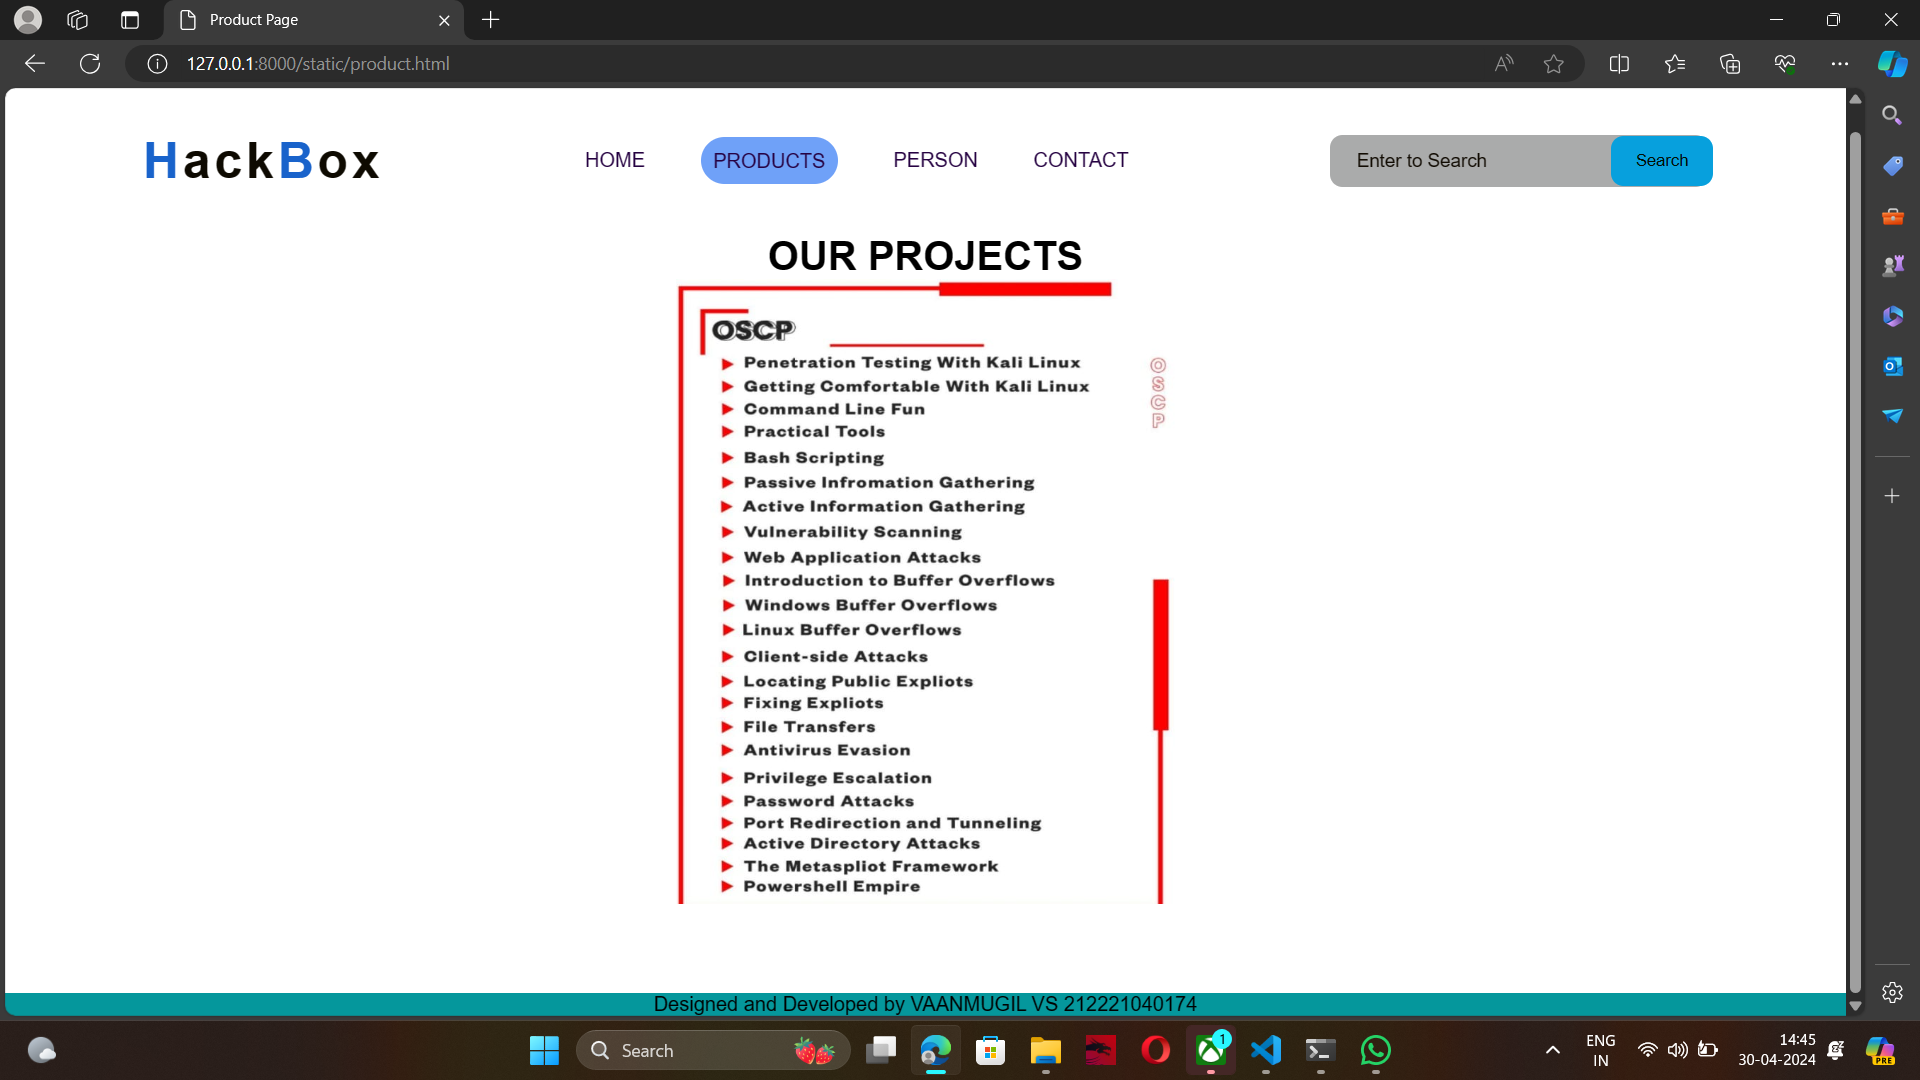 Product Page
127.0.0.1:8000/static/product.html
HackBox
HOME
PRODUCTS
PERSON
CONTACT
Enter to Search
Search
OUR PROJECTS
OSCP
Penetration Testing With Kali Linux
Getting Comfortable With Kali Linux
Command Line Fun
Practical Tools
Bash Scripting
Passive Infromation Gathering
Active Information Gathering
Vulnerability Scanning
Web Application Attacks
Introduction to Buffer Overflows
Windows Buffer Overflows
Linux Buffer Overflows
Client-side Attacks
Locating Public Expliots
Fixing Expliots
File Transfers
Antivirus Evasion
Privilege Escalation
Password Attacks
Port Redirection and Tunneling
Active Directory Attacks
The Metaspliot Framework
Powershell Empire
O
S
C
P
Designed and Developed by VAANMUGIL VS 212221040174
Search
1
ENG
IN
14:45
30-04-2024
PRE